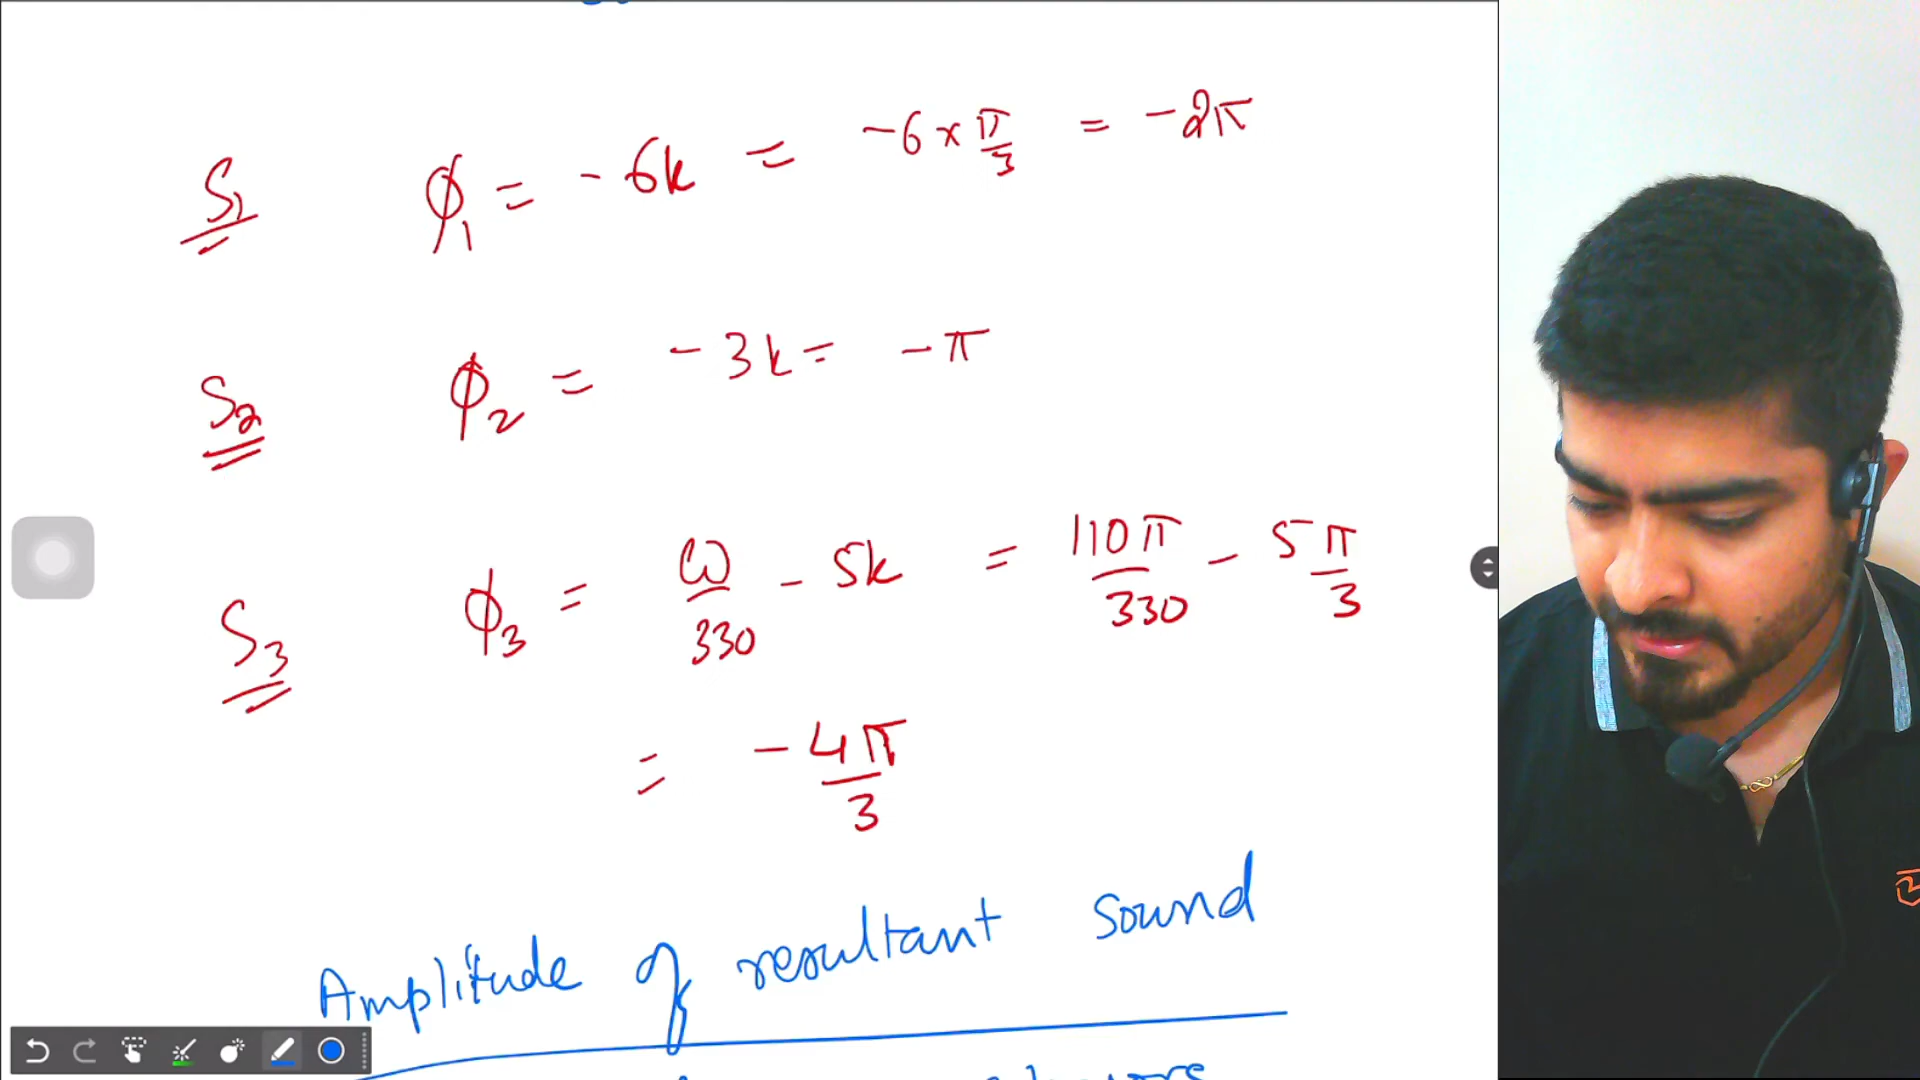 S₁ ϕ₁ = - 6k = -6 × π/3 = -2π
S₂ ϕ₂ = -3k = -π
S₃ ϕ₃ = ω/330 - 5k = 110π/330 - 5π/3
= -4π/3
Amplitude of resultant sound